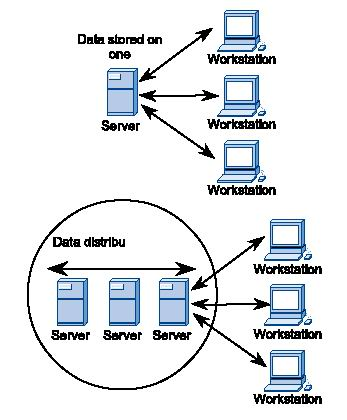 Data stored on
one
Server
Workstation
Workstation
Workstation
Data distribu
Server Server Server
Workstation
Workstation
Workstation